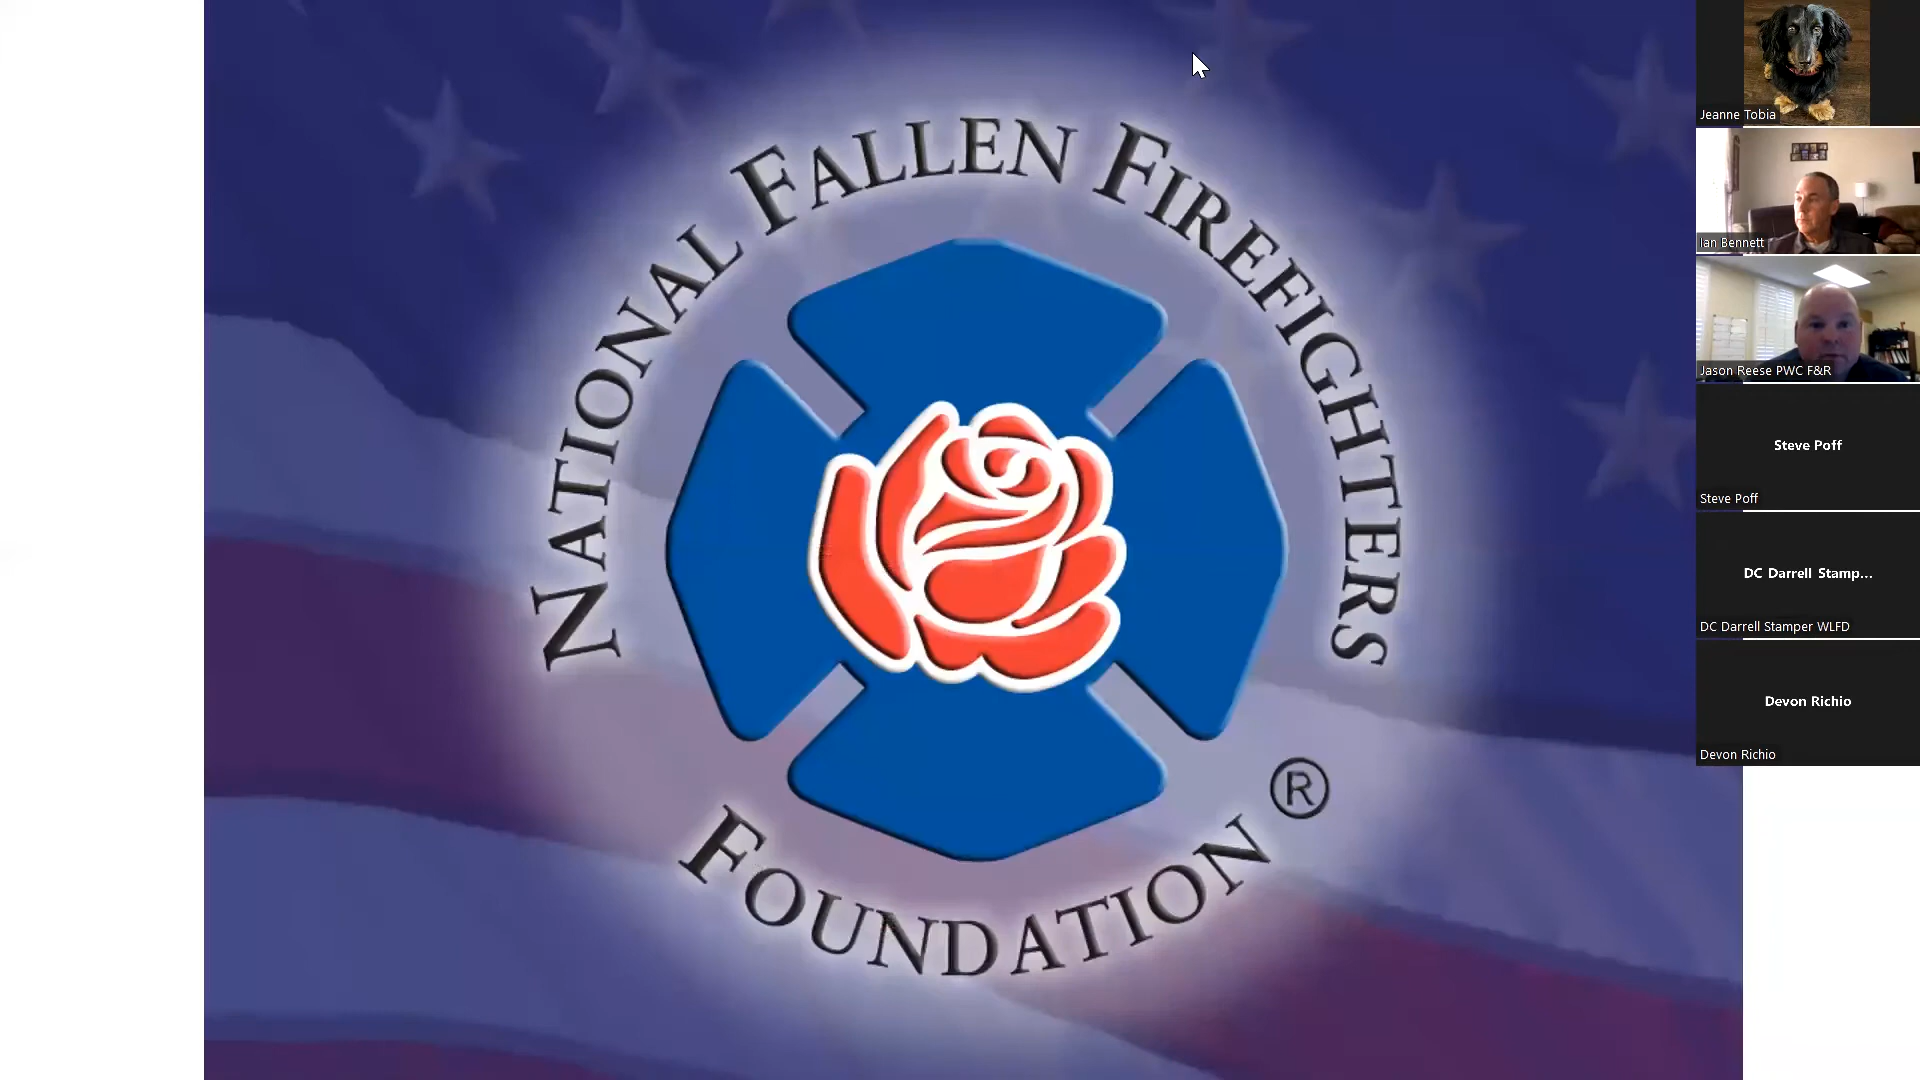 NATIONAL FALLEN FIREFIGHTERS
FOUNDATION ®
Jeanne Tobia
Ian Bennett
Jason Reese PWC F&R
Steve Poff
Steve Poff
DC Darrell Stamp...
DC Darrell Stamper WLFD
Devon Richio
Devon Richio